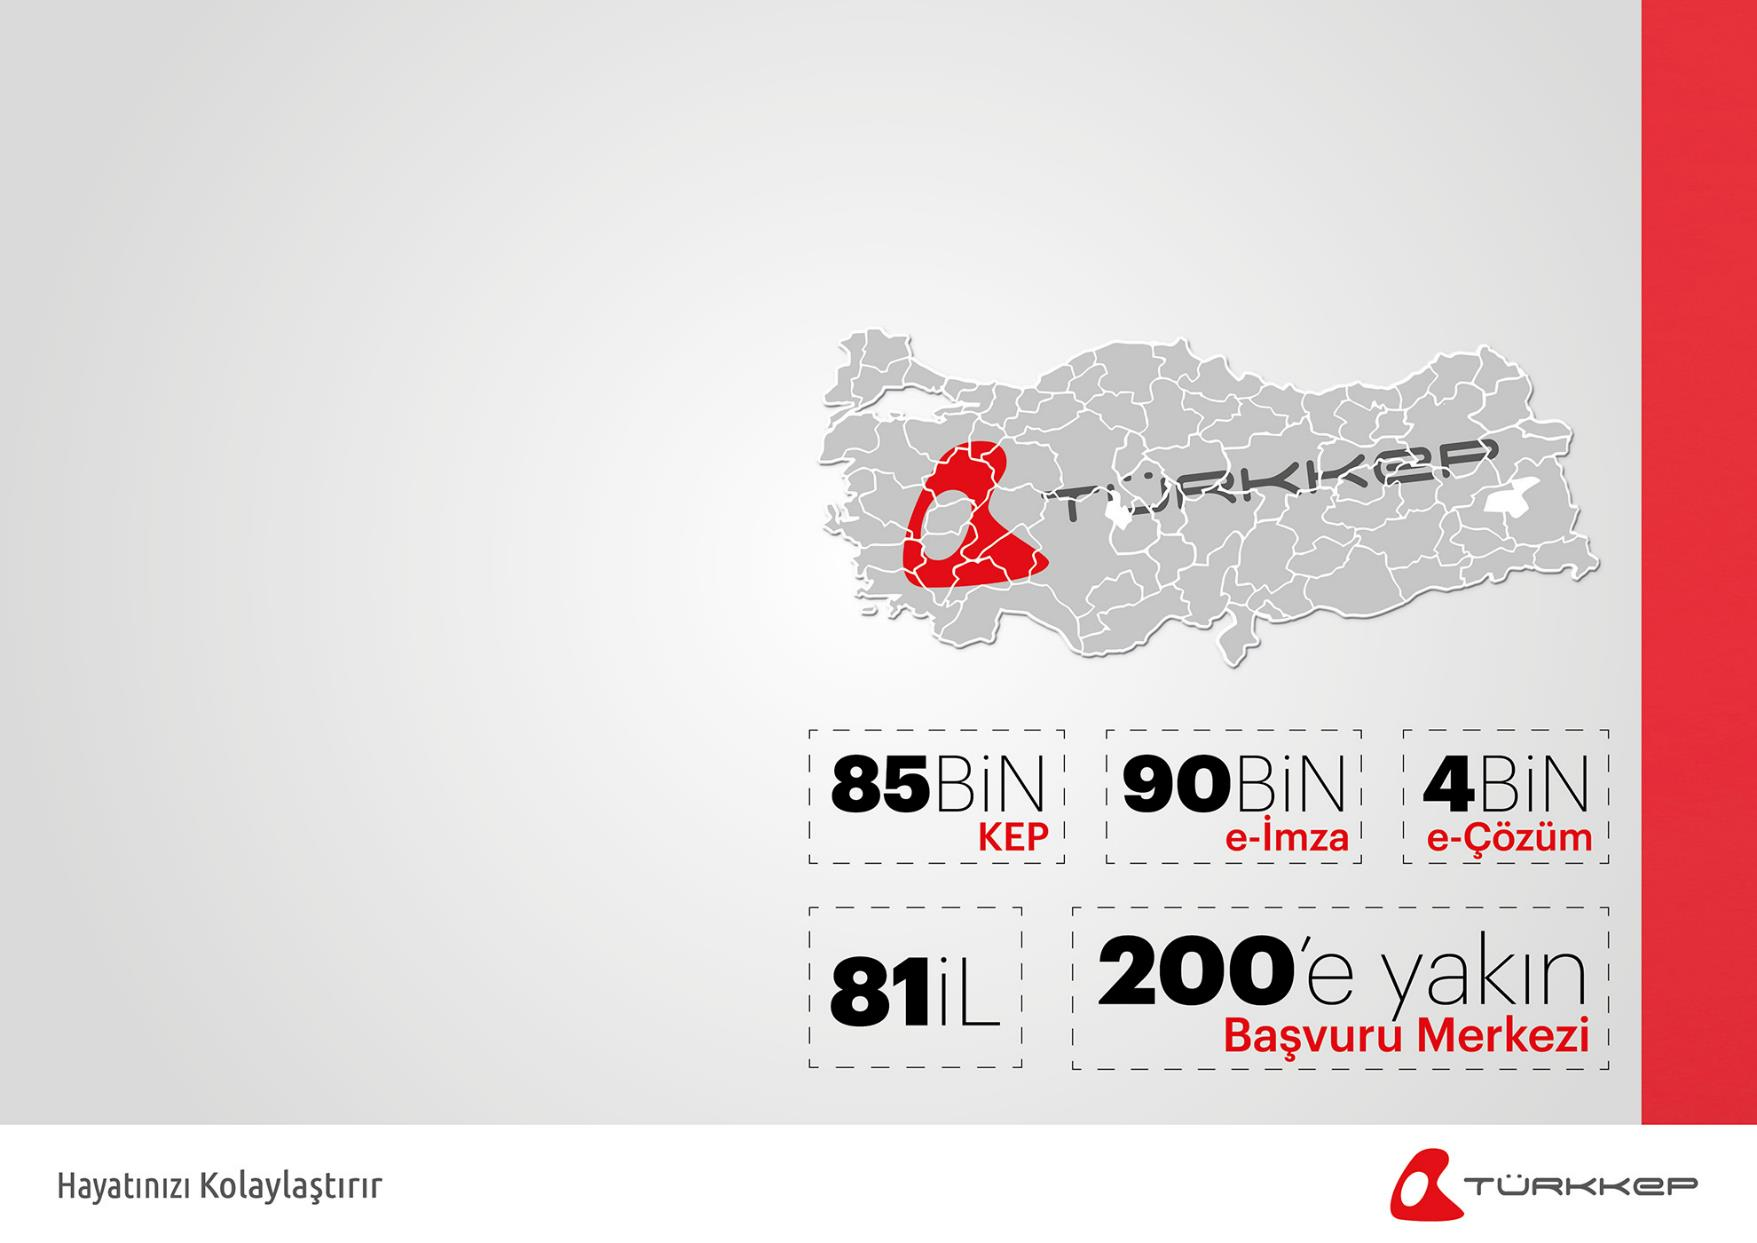 TÜRKKEP
85BİN
KEP
90BİN
e-İmza
4BİN
e-Çözüm
81İL
200'e yakın
Başvuru Merkezi
Hayatınızı Kolaylaştırır
TÜRKKEP